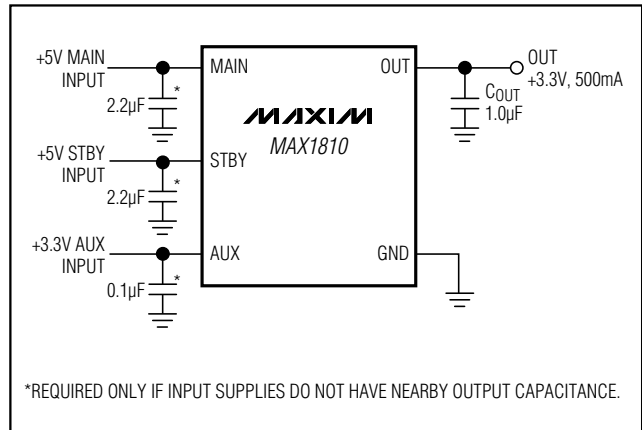 +5V MAIN
INPUT
*
2.2µF
MAIN
OUT
OUT
+3.3V, 500mA
COUT
1.0µF
MAXIM
MAX1810
+5V STBY
INPUT
*
2.2µF
STBY
+3.3V AUX
INPUT
*
0.1µF
AUX
GND
*REQUIRED ONLY IF INPUT SUPPLIES DO NOT HAVE NEARBY OUTPUT CAPACITANCE.